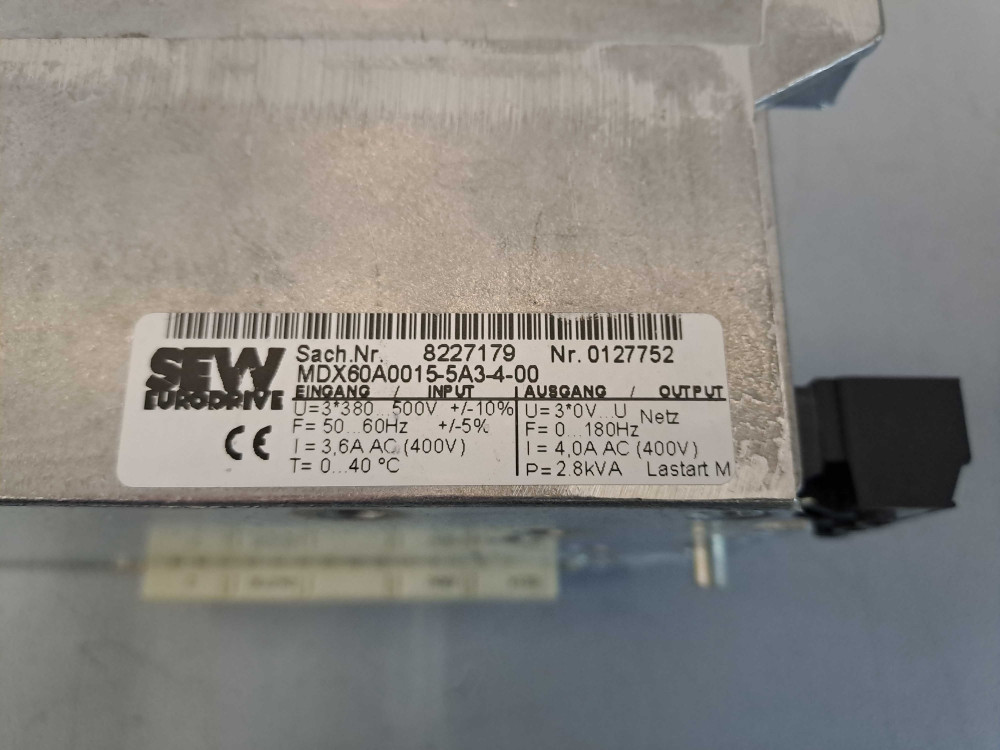 SEW
EURODRIVE
Sach.Nr. 8227179 Nr. 0127752
MDX60A0015-5A3-4-00
EINGANG / INPUT
U=3*380...500V +/-10%
F= 50...60Hz +/-5%
I = 3,6A AC (400V)
T= 0...40 °C
AUSGANG / OUTPUT
U= 3*0V...U Netz
F= 0...180Hz
I = 4,0A AC (400V)
P= 2.8kVA Lastart M
CE